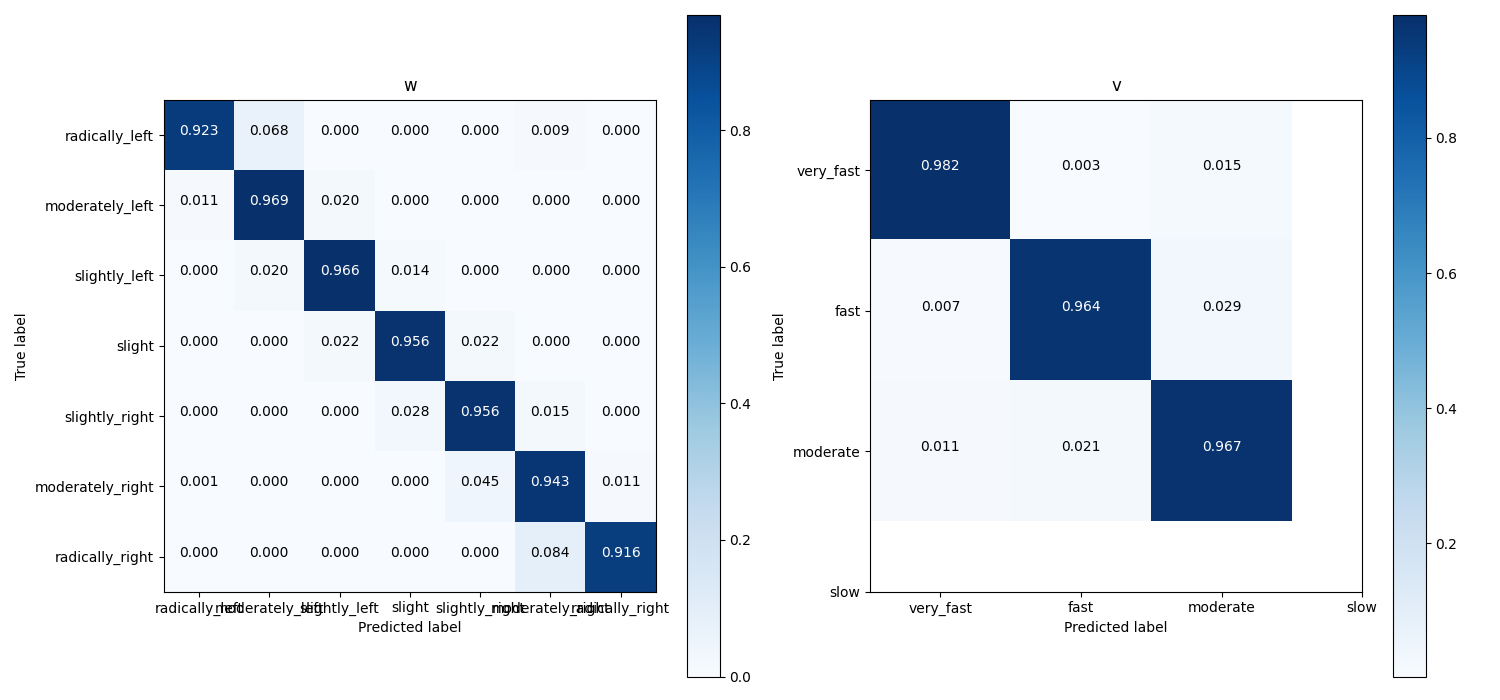 w
radically_left 0.923 0.068 0.000 0.000 0.000 0.009 0.000
moderately_left 0.011 0.969 0.020 0.000 0.000 0.000 0.000
slightly_left 0.000 0.020 0.966 0.014 0.000 0.000 0.000
slight 0.000 0.000 0.022 0.956 0.022 0.000 0.000
slightly_right 0.000 0.000 0.000 0.028 0.956 0.015 0.000
moderately_right 0.001 0.000 0.000 0.000 0.045 0.943 0.011
radically_right 0.000 0.000 0.000 0.000 0.000 0.084 0.916
radically_left moderately_left slightly_left slight slightly_right moderately_right radically_right
Predicted label
True label
0.8
0.6
0.4
0.2
0.0
v
very_fast 0.982 0.003 0.015
fast 0.007 0.964 0.029
moderate 0.011 0.021 0.967
slow
very_fast fast moderate slow
Predicted label
True label
0.8
0.6
0.4
0.2